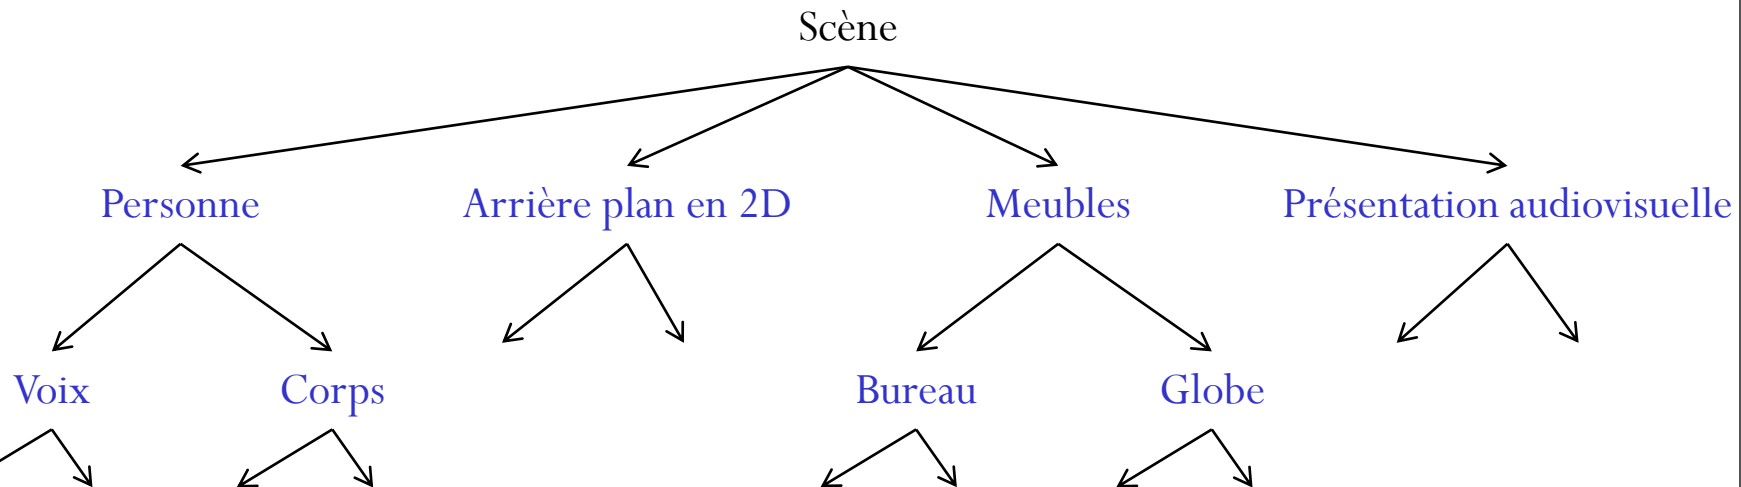 Scène
Personne
Arrière plan en 2D
Meubles
Présentation audiovisuelle
Voix
Corps
Bureau
Globe